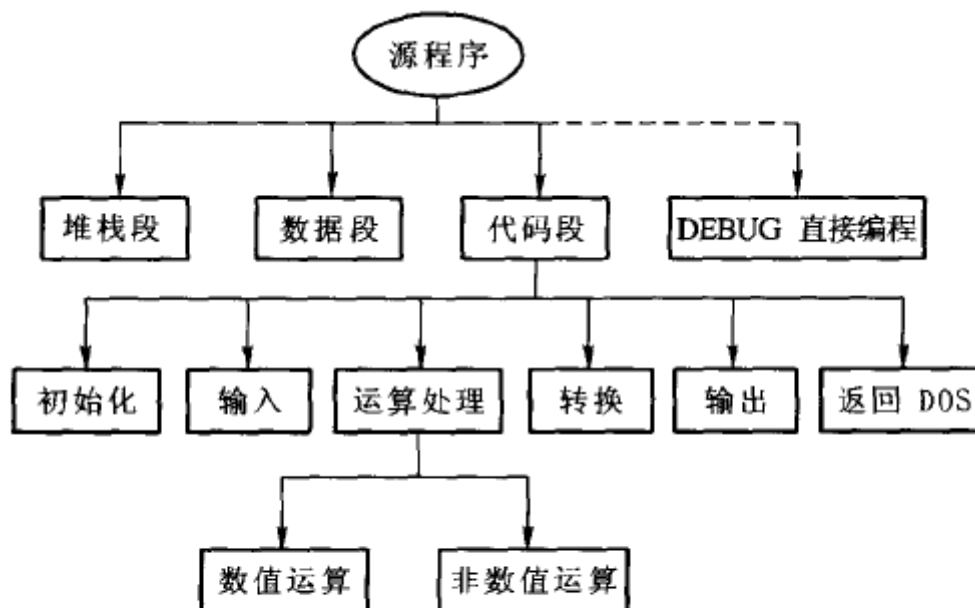 源程序
堆栈段
数据段
代码段
DEBUG 直接编程
初始化
输入
运算处理
转换
输出
返回 DOS
数值运算
非数值运算